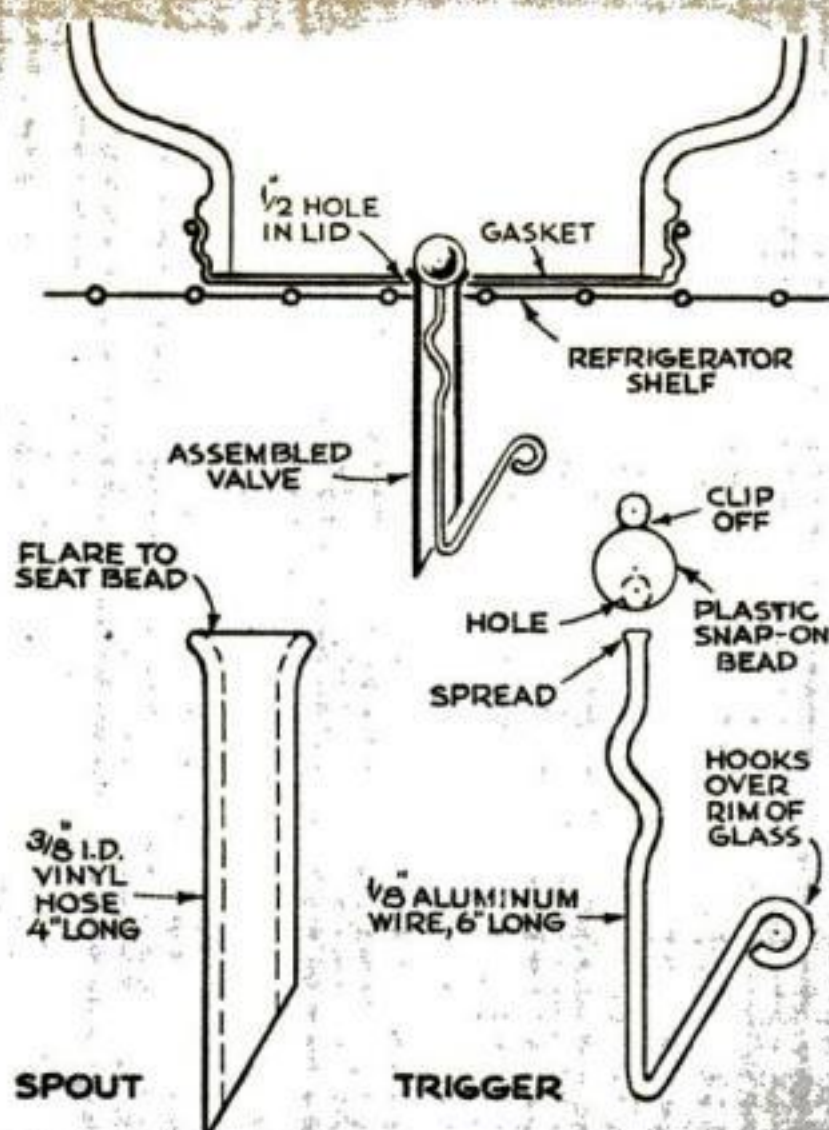 1/2" HOLE
IN LID
GASKET
REFRIGERATOR
SHELF
ASSEMBLED
VALVE
CLIP
OFF
FLARE TO
SEAT BEAD
HOLE
PLASTIC
SNAP-ON
BEAD
SPREAD
HOOKS
OVER
RIM OF
GLASS
3/8" I.D.
VINYL
HOSE
4" LONG
1/8" ALUMINUM
WIRE, 6" LONG
SPOUT
TRIGGER